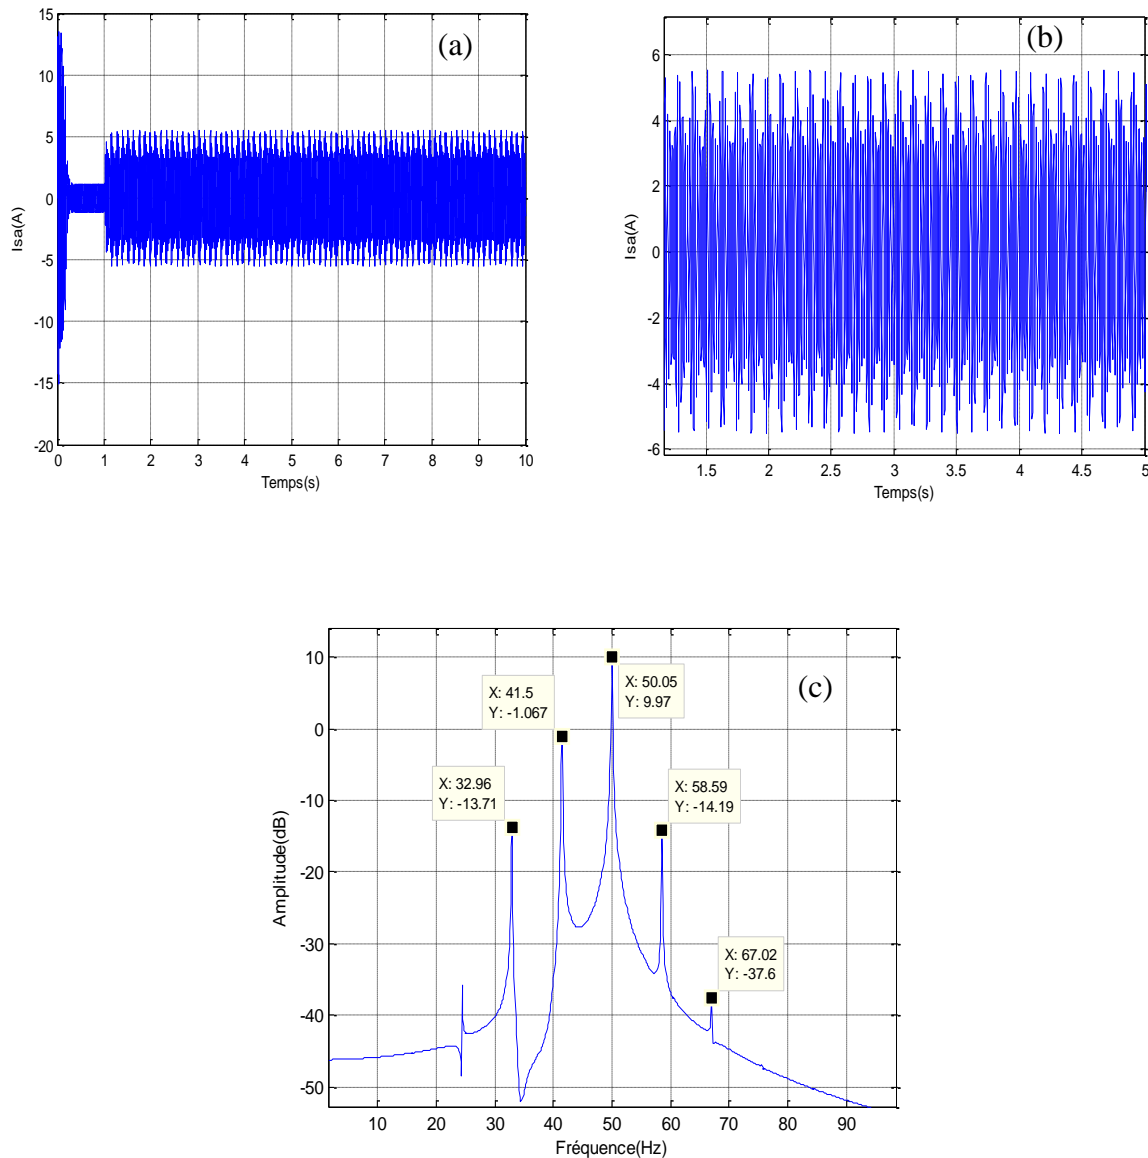 15
10
5
0
-5
-10
-15
-20
Isa(A)
(a)
0 1 2 3 4 5 6 7 8 9 10
Temps(s)
6
4
2
0
-2
-4
-6
Isa(A)
(b)
1.5 2 2.5 3 3.5 4 4.5 5
Temps(s)
10
0
-10
-20
-30
-40
-50
Amplitude(dB)
(c)
X: 50.05
Y: 9.97
X: 41.5
Y: -1.067
X: 32.96
Y: -13.71
X: 58.59
Y: -14.19
X: 67.02
Y: -37.6
10 20 30 40 50 60 70 80 90
Fréquence(Hz)